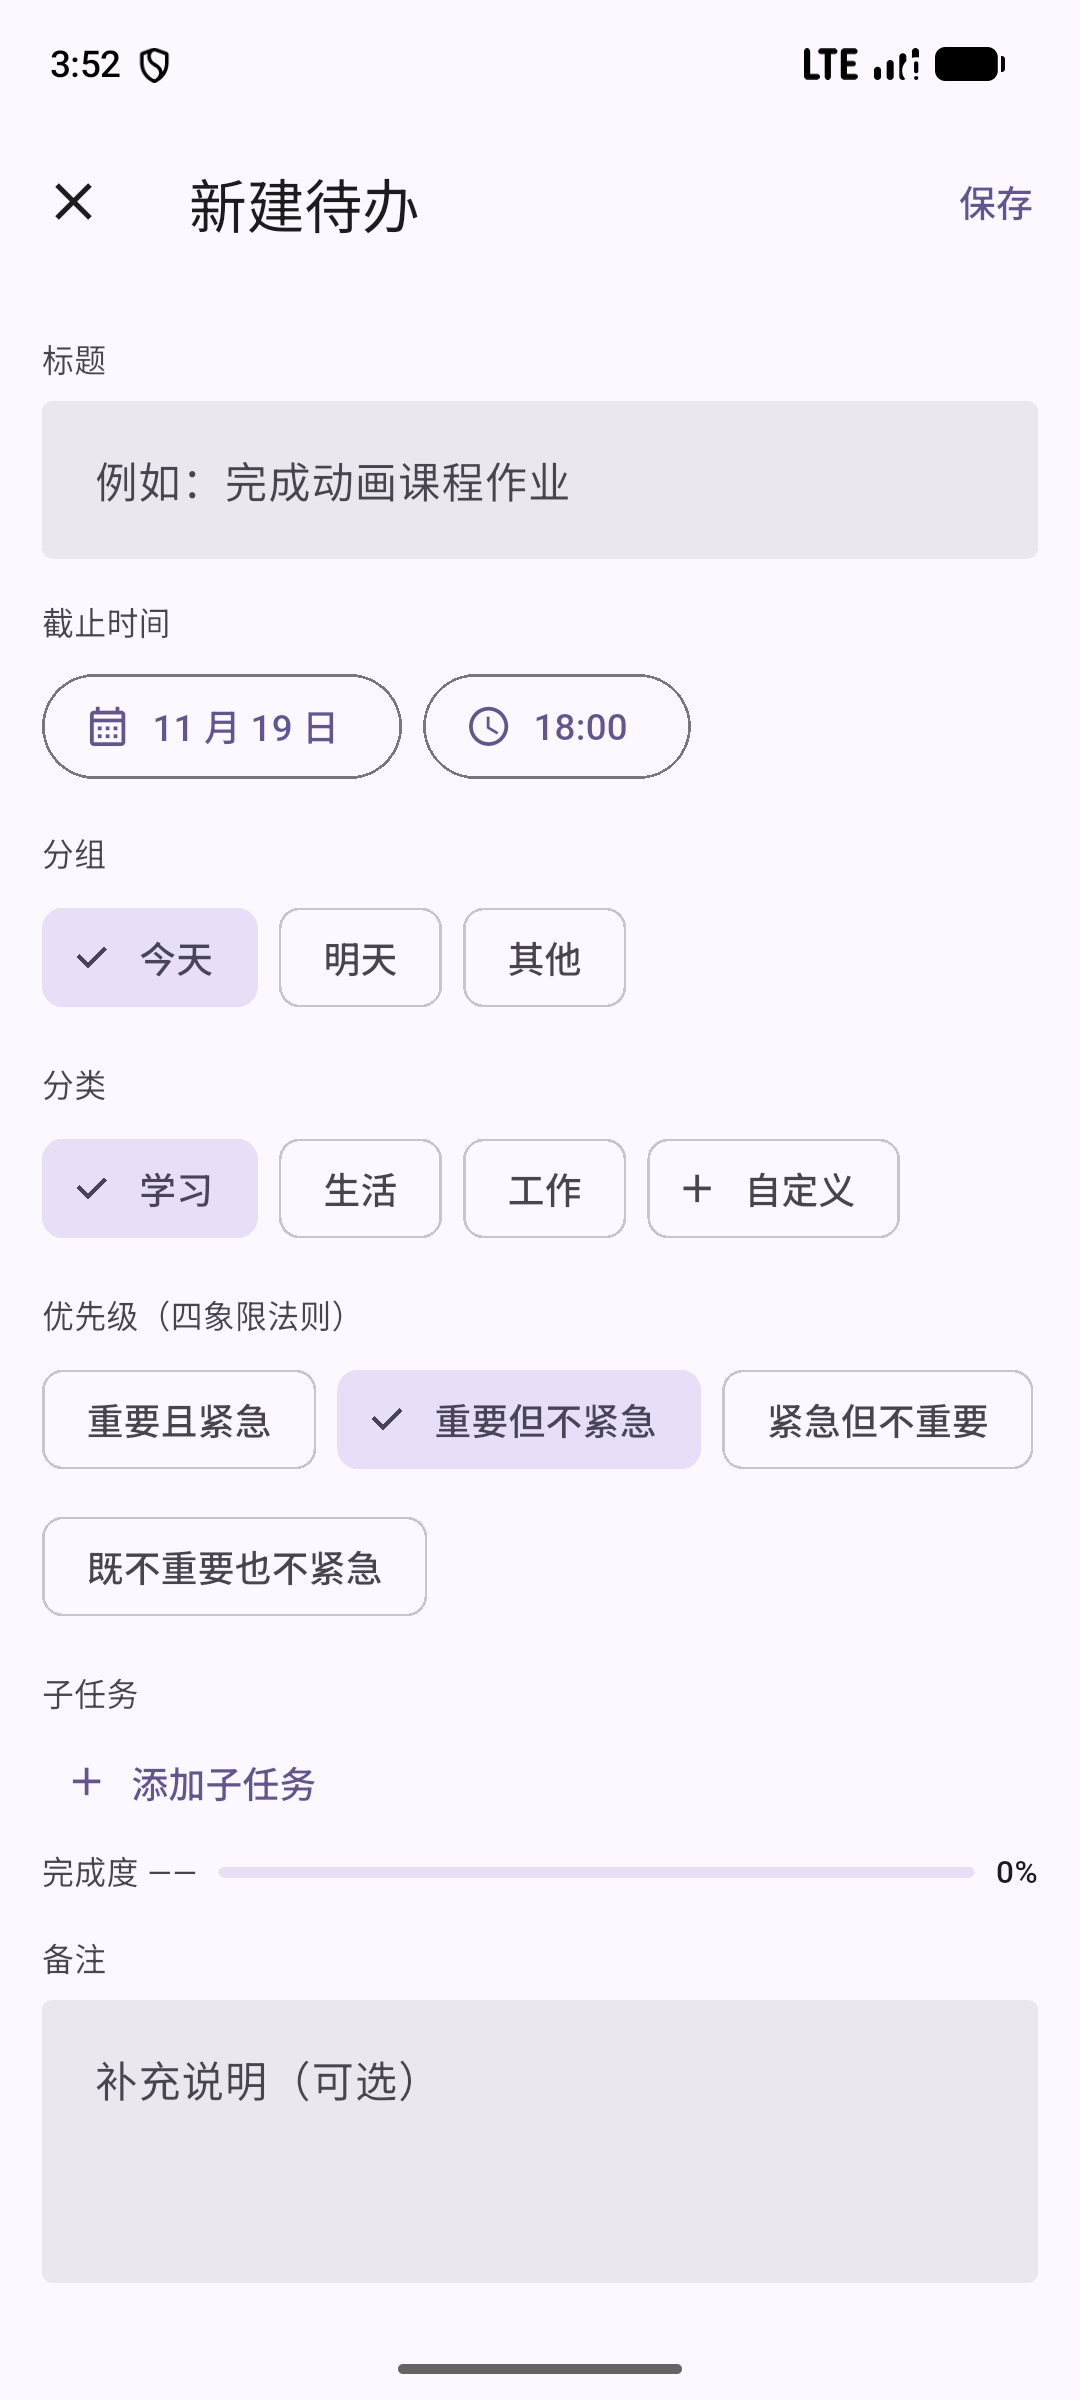 3:52 LTE
新建待办 保存
标题
例如：完成动画课程作业
截止时间
11 月 19 日 18:00
分组
今天 明天 其他
分类
学习 生活 工作 自定义
优先级（四象限法则）
重要且紧急 重要但不紧急 紧急但不重要
既不重要也不紧急
子任务
+ 添加子任务
完成度 —— 0%
备注
补充说明（可选）